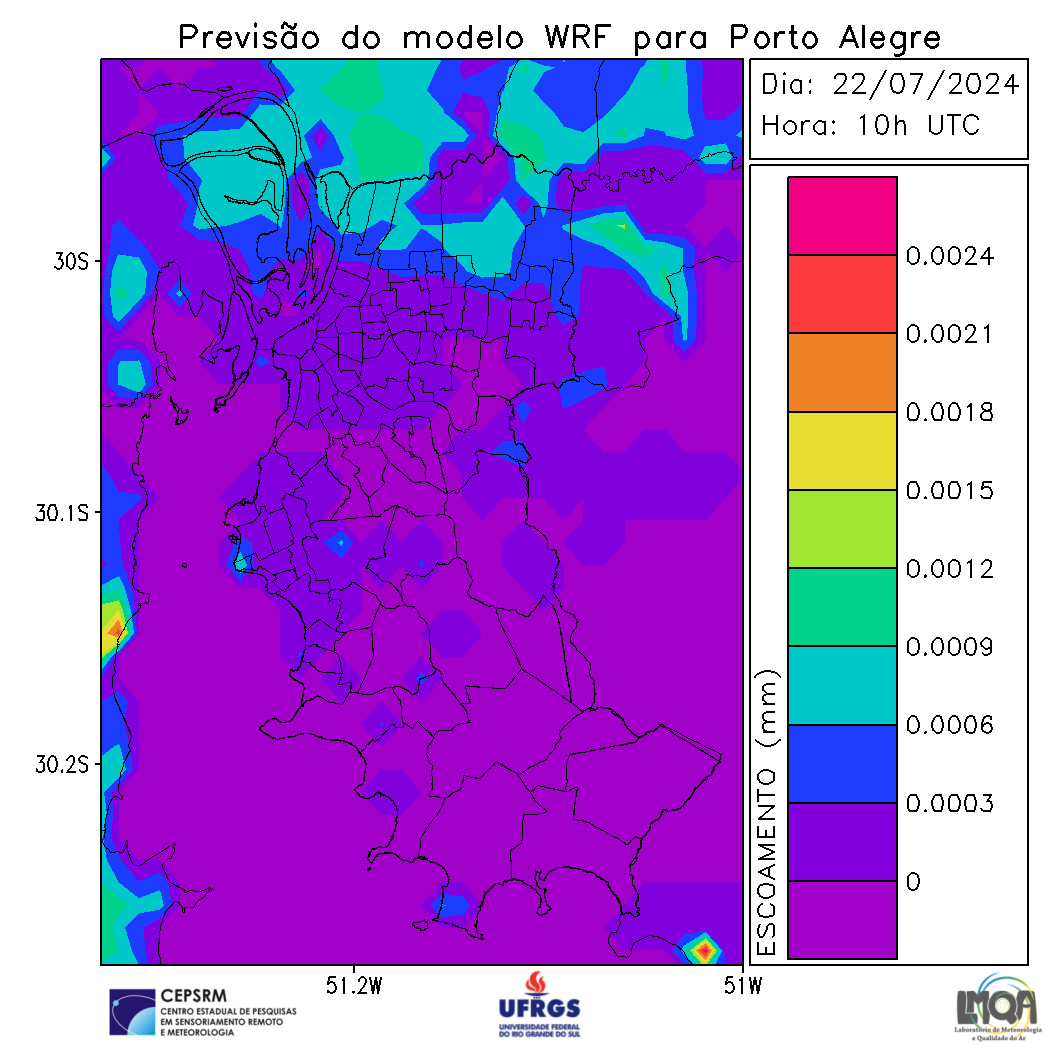 Previsão do modelo WRF para Porto Alegre
Dia: 22/07/2024
Hora: 10h UTC
30S
30.1S
30.2S
51.2W
51W
ESCOAMENTO (mm)
0.0024
0.0021
0.0018
0.0015
0.0012
0.0009
0.0006
0.0003
0
CEPSRM
CENTRO ESTADUAL DE PESQUISAS
EM SENSORIAMENTO REMOTO
E METEOROLOGIA
UFRGS
UNIVERSIDADE FEDERAL
DO RIO GRANDE DO SUL
LMQA
Laboratório de Meteorologia
e Qualidade do Ar